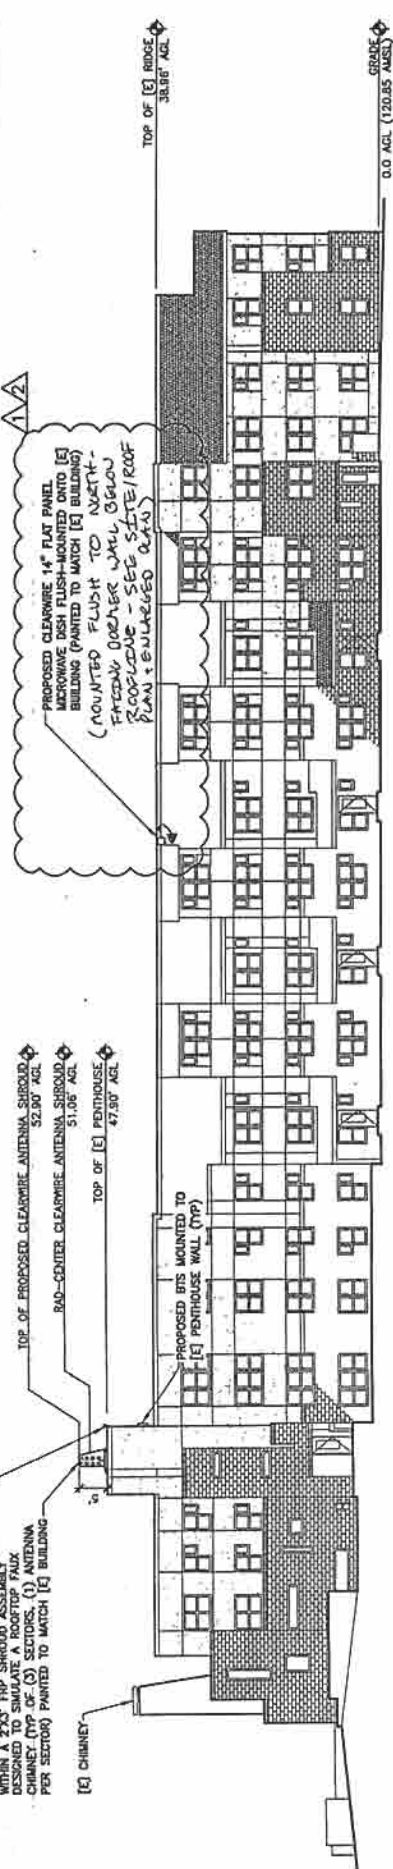 WITHIN A 2'X3' FRP SHROUD ASSEMBLY
DESIGNED TO SIMULATE A ROOFTOP FAUX
CHIMNEY (TYP OF (3) SECTORS, (1) ANTENNA
PER SECTOR) PAINTED TO MATCH [E] BUILDING
[E] CHIMNEY
5'
TOP OF PROPOSED CLEARWIRE ANTENNA SHROUD
52.90' AGL
RAD-CENTER CLEARWIRE ANTENNA SHROUD
51.06' AGL
TOP OF [E] PENTHOUSE
47.90' AGL
PROPOSED BTS MOUNTED TO
[E] PENTHOUSE WALL (TYP)
1 2
PROPOSED CLEARWIRE 14" FLAT PANEL
MICROWAVE DISH FLUSH-MOUNTED ONTO [E]
BUILDING (PAINTED TO MATCH [E] BUILDING)
(MOUNTED FLUSH TO NORTH-
FACING DORMER WALL BELOW
ROOFLINE - SEE SITE/ROOF
PLAN + ENLARGED PLAN)
TOP OF [E] RIDGE
38.96' AGL
GRADE
0.0 AGL (120.85 AMSL)